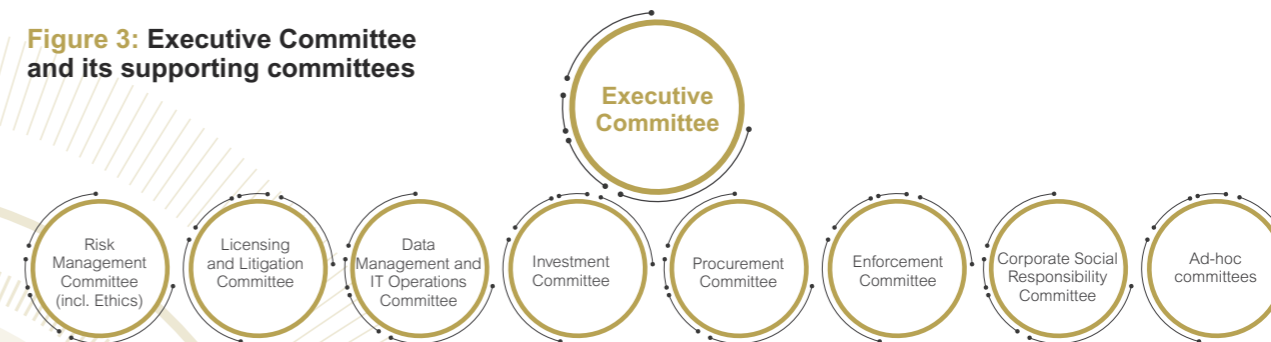 Figure 3: Executive Committee
and its supporting committees
Executive
Committee
Risk
Management
Committee
(incl. Ethics)
Licensing
and Litigation
Committee
Data
Management and
IT Operations
Committee
Investment
Committee
Procurement
Committee
Enforcement
Committee
Corporate Social
Responsibility
Committee
Ad-hoc
committees